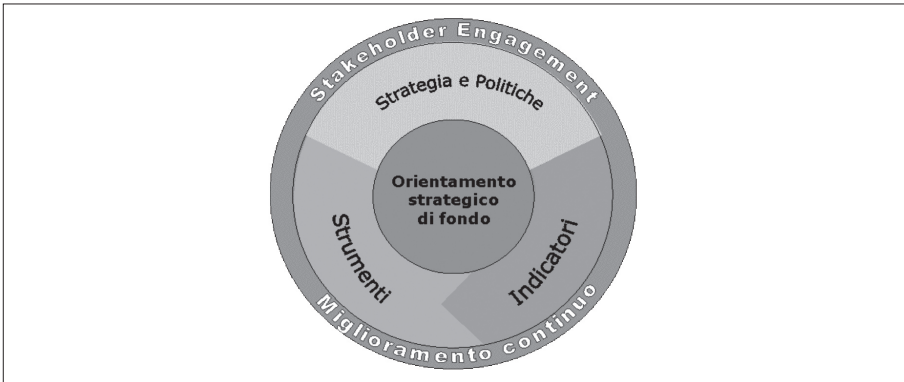 Stakeholder Engagement
Strategia e Politiche
Orientamento
strategico
di fondo
Strumenti
Indicatori
Miglioramento continuo